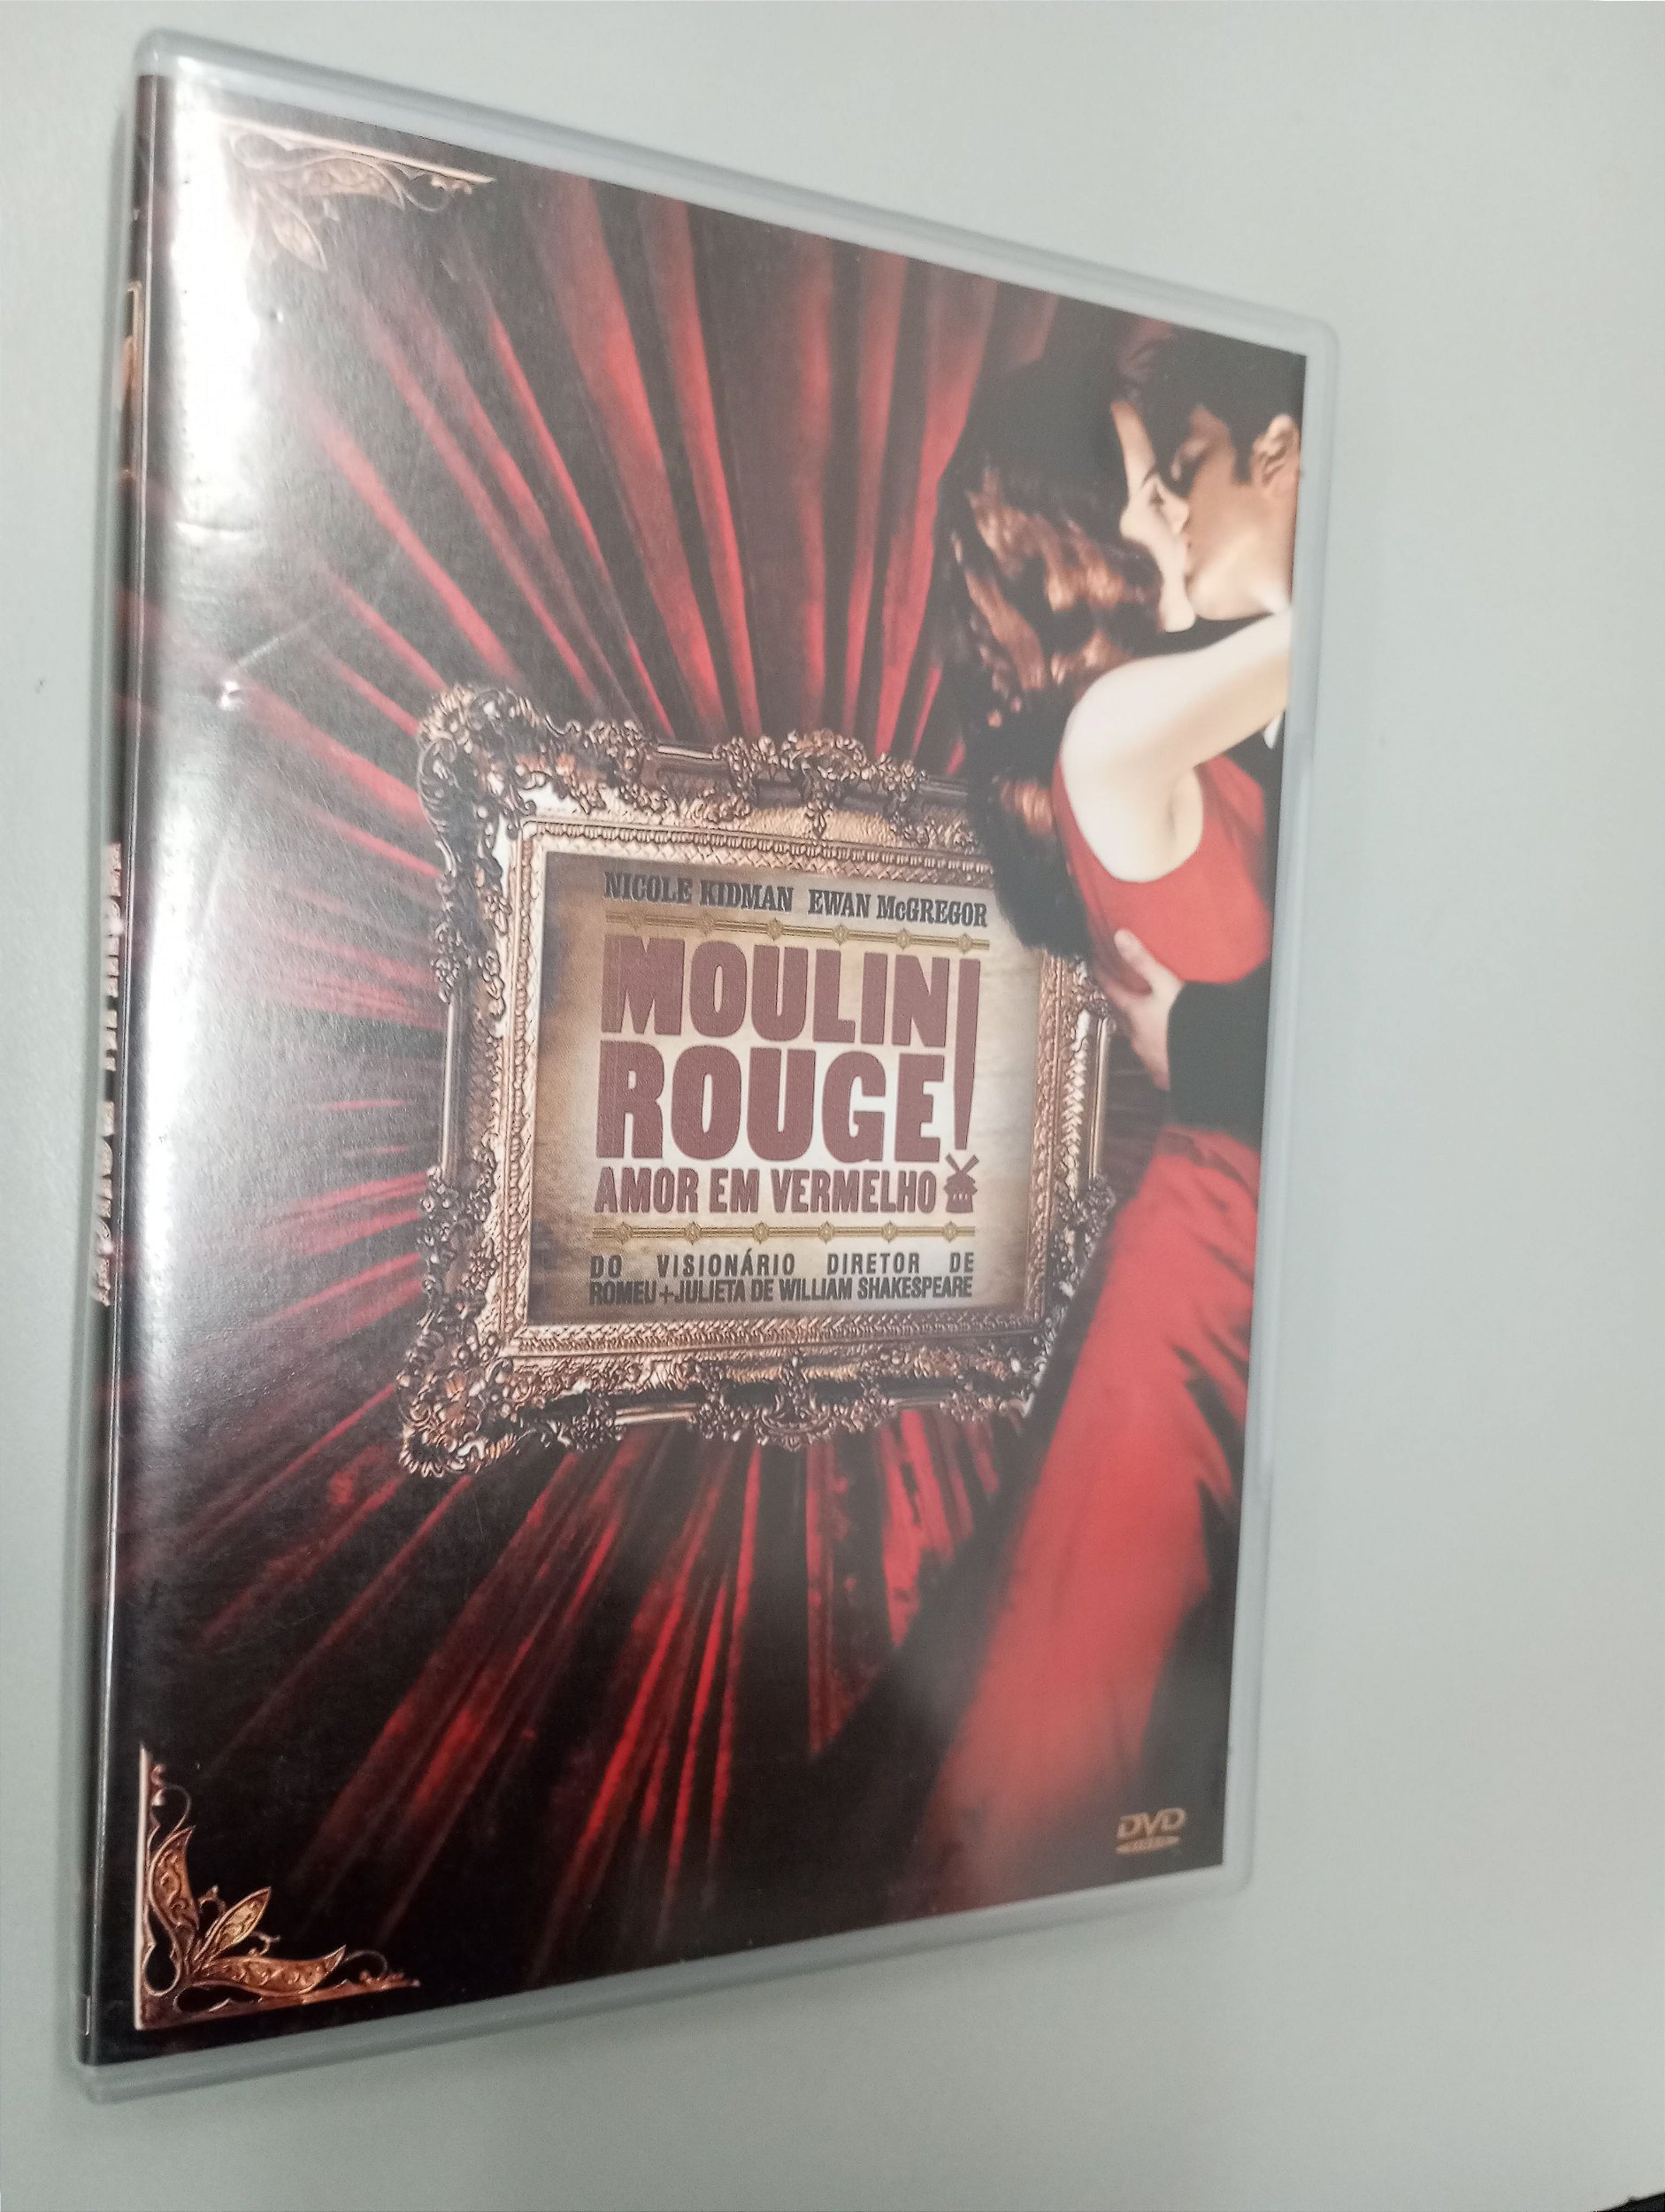 NICOLE KIDMAN EWAN McGREGOR
MOULIN
ROUGE!
AMOR EM VERMELHO
DO VISIONÁRIO DIRETOR DE
ROMEU+JULIETA DE WILLIAM SHAKESPEARE
DVD